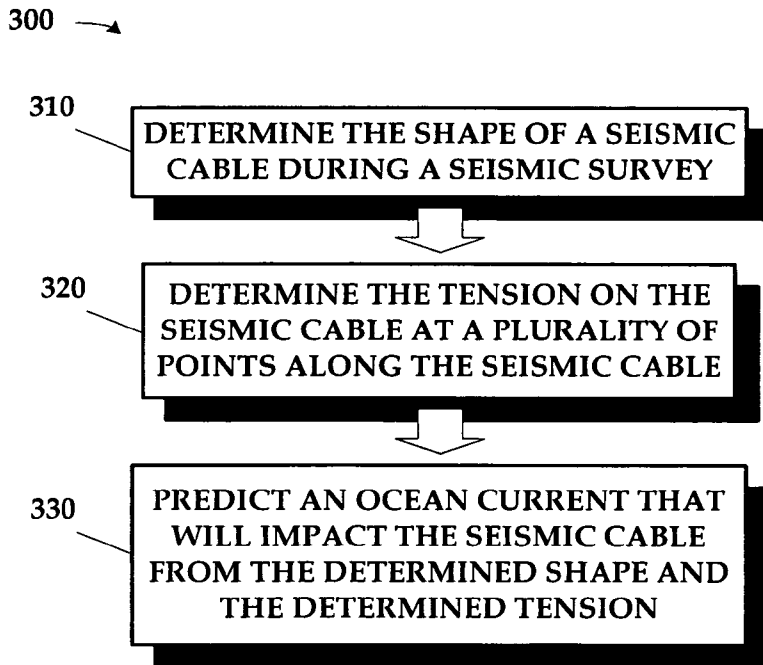 300
310
DETERMINE THE SHAPE OF A SEISMIC
CABLE DURING A SEISMIC SURVEY
320
DETERMINE THE TENSION ON THE
SEISMIC CABLE AT A PLURALITY OF
POINTS ALONG THE SEISMIC CABLE
330
PREDICT AN OCEAN CURRENT THAT
WILL IMPACT THE SEISMIC CABLE
FROM THE DETERMINED SHAPE AND
THE DETERMINED TENSION